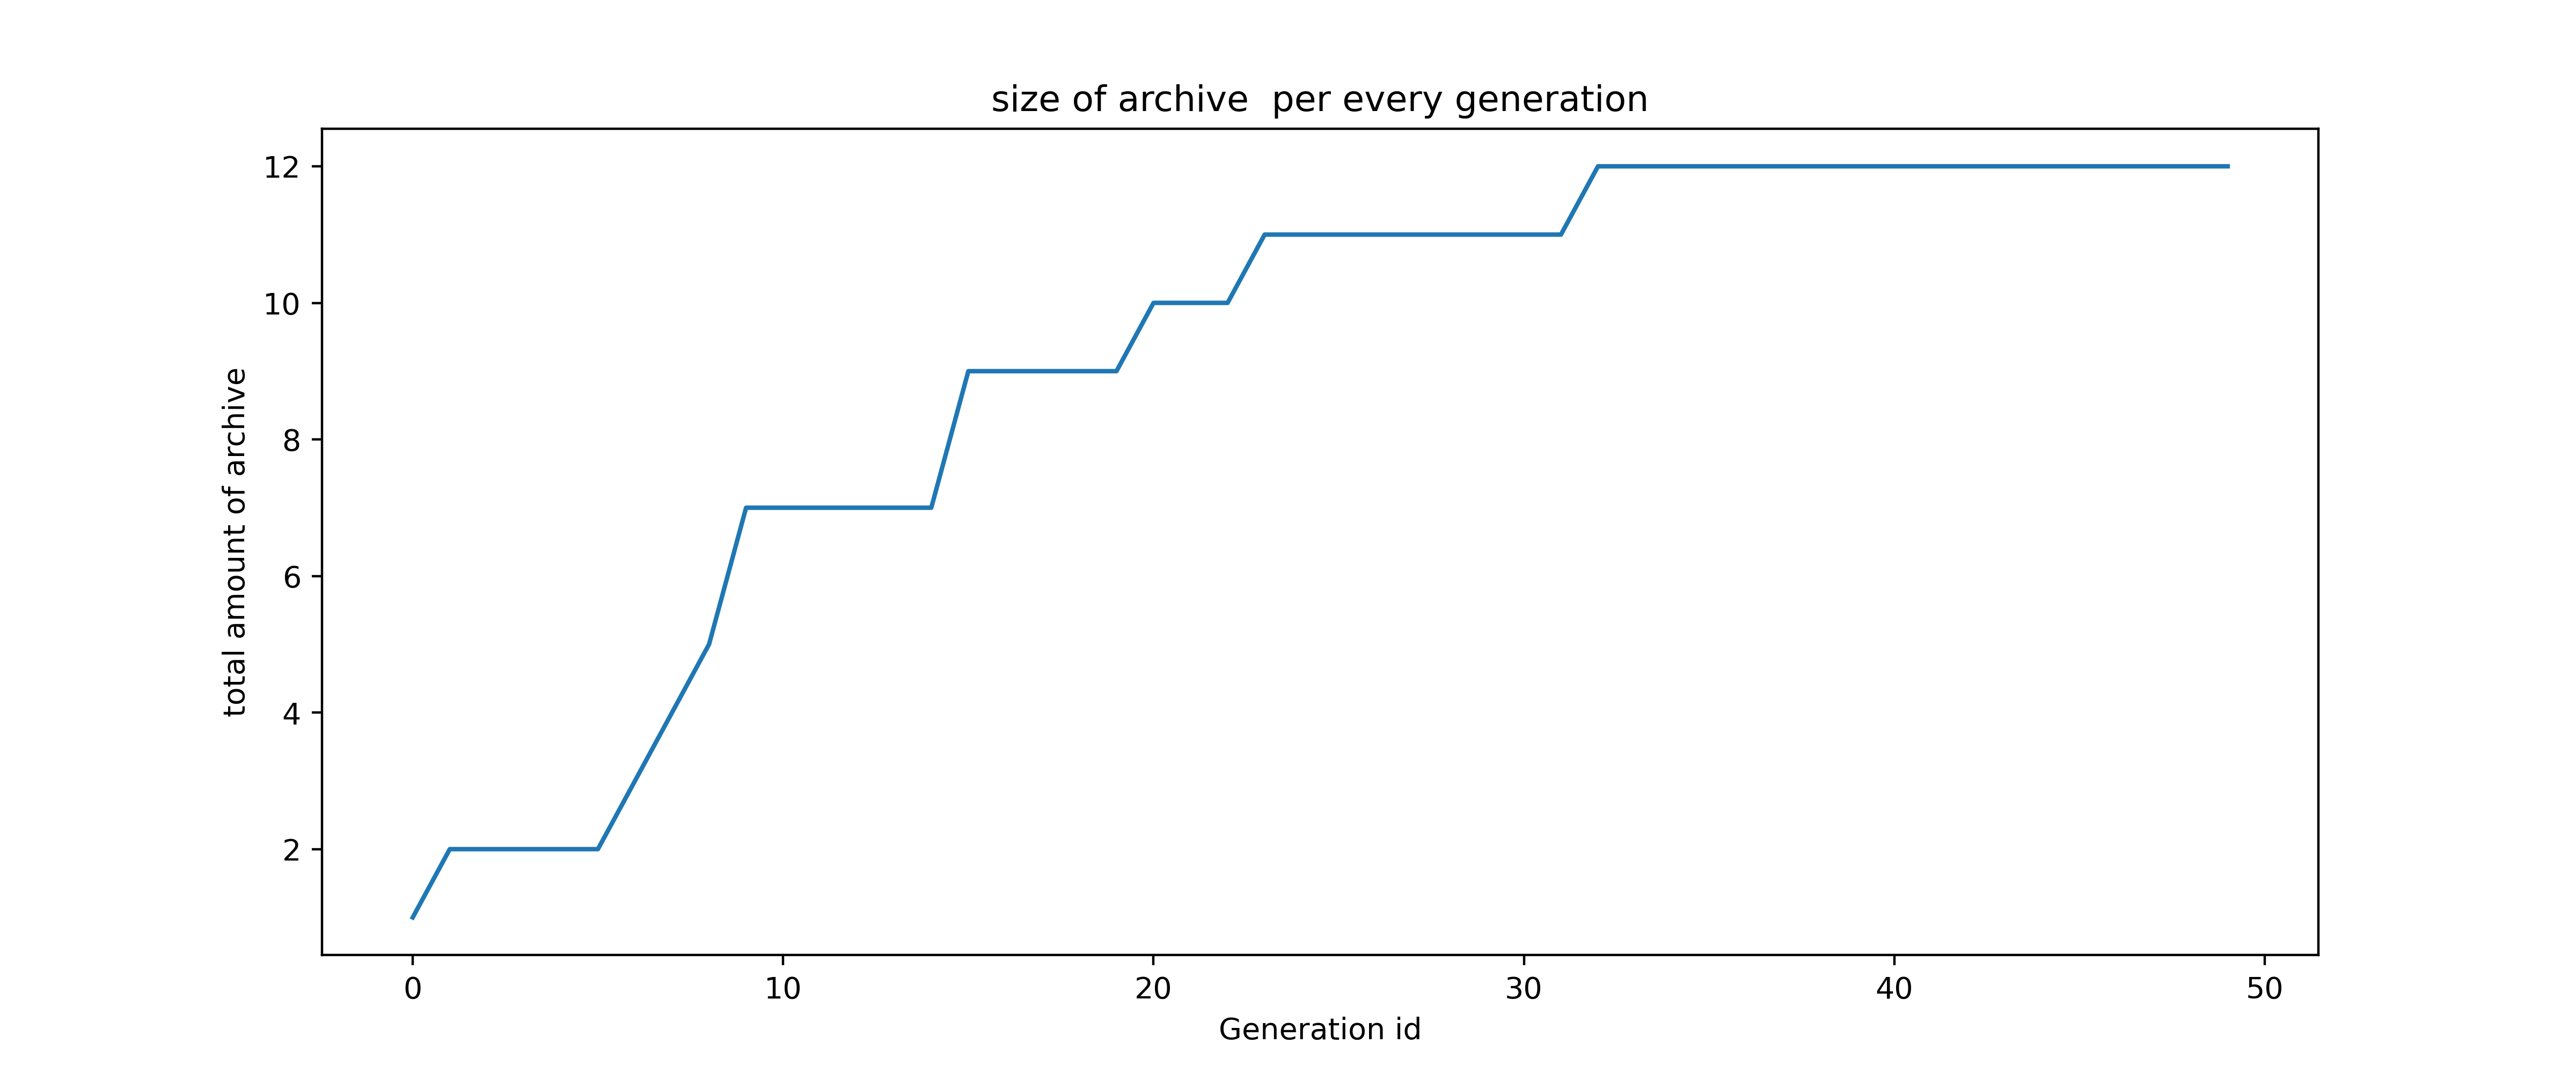 size of archive  per every generation
total amount of archive
12
10
8
6
4
2
0 10 20 30 40 50
Generation id